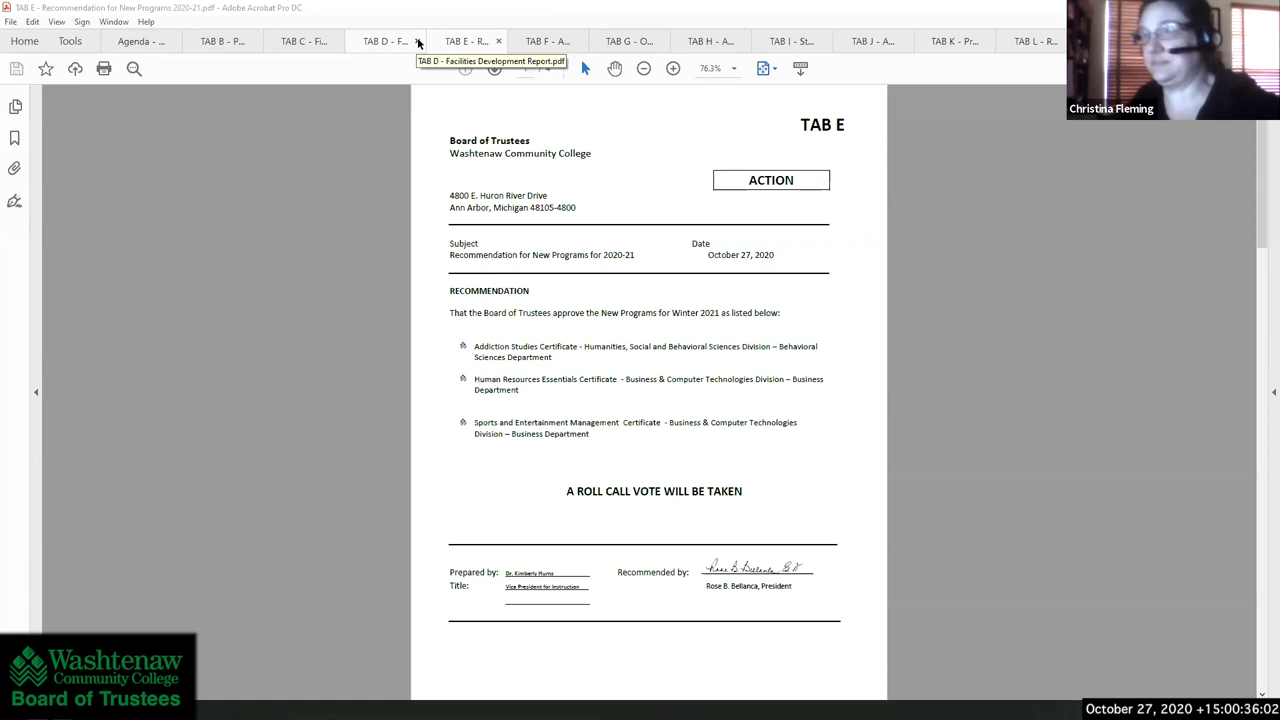 TAB E - Recommendation for New Programs 2020-21.pdf - Adobe Acrobat Pro DC
File Edit View Sign Window Help
Home Tools Agenda - ... TAB B - P... TAB C - Fi... TAB D - F... TAB E - R... × TAB F - A... TAB G - O... TAB H - A... TAB I - St... J - A... TAB K - Pr... TAB L - R...
TAB D - Facilities Development Report.pdf
76.3%
Christina Fleming
TAB E
Board of Trustees
Washtenaw Community College
ACTION
4800 E. Huron River Drive
Ann Arbor, Michigan 48105-4800
Subject Date
Recommendation for New Programs for 2020-21 October 27, 2020
RECOMMENDATION
That the Board of Trustees approve the New Programs for Winter 2021 as listed below:
Addiction Studies Certificate - Humanities, Social and Behavioral Sciences Division – Behavioral
Sciences Department
Human Resources Essentials Certificate - Business & Computer Technologies Division – Business
Department
Sports and Entertainment Management Certificate - Business & Computer Technologies
Division – Business Department
A ROLL CALL VOTE WILL BE TAKEN
Prepared by: Dr. Kimberly Hurns Recommended by: Rose B. Bellanca
Title: Vice President for Instruction Rose B. Bellanca, President
Washtenaw
Community College
Board of Trustees
October 27, 2020 +15:00:36:02